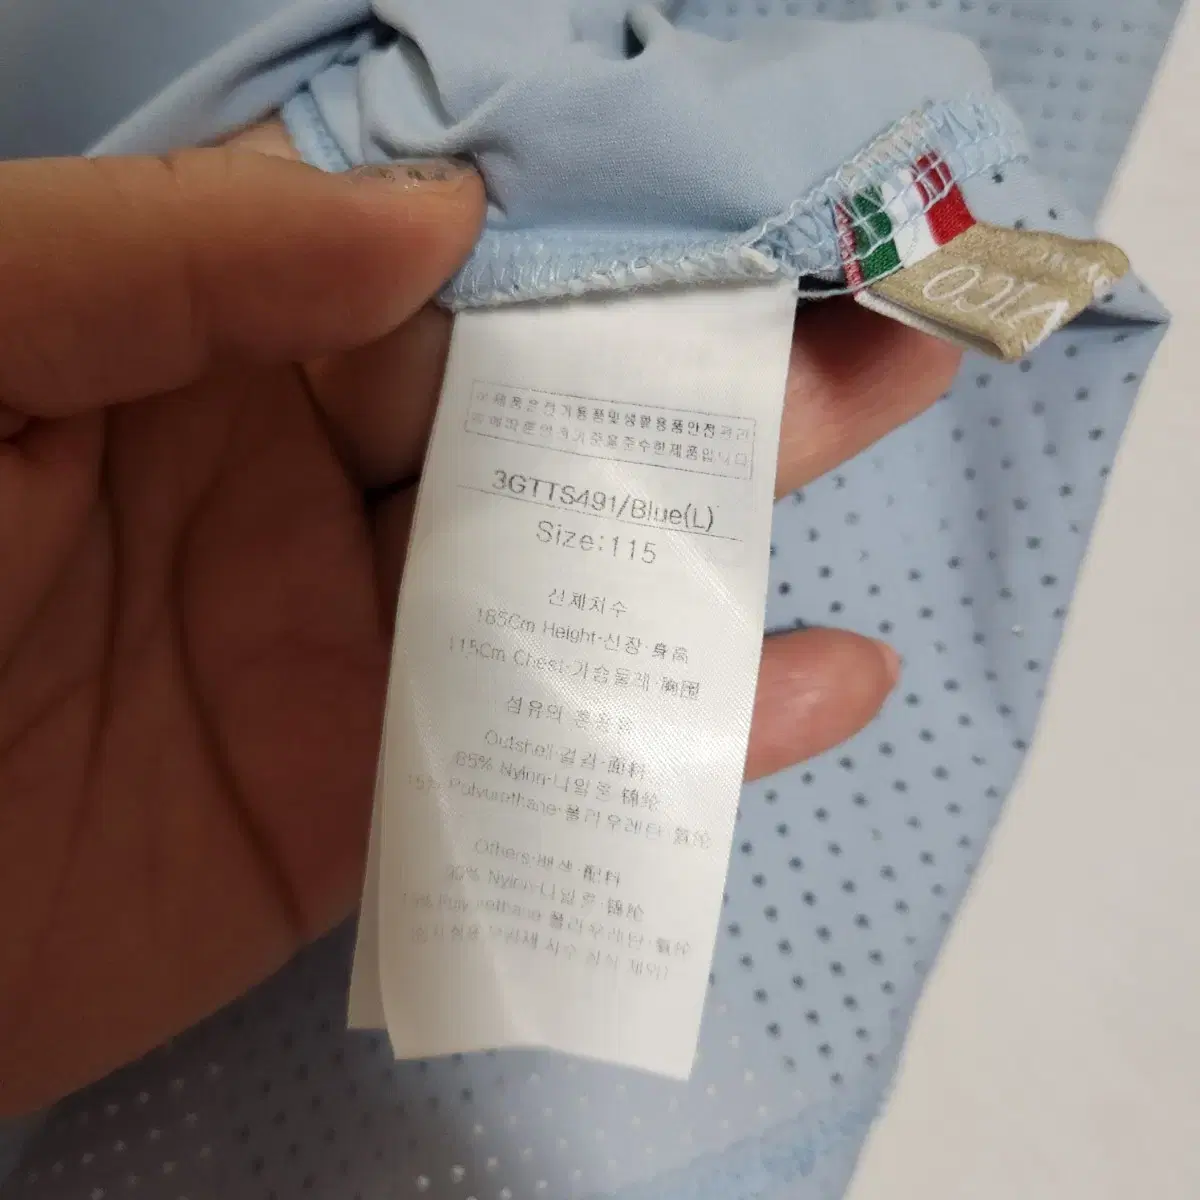 이 제품은 전기용품및생활용품안전관리
법에따른안전기준을준수한제품입니다
3GTTS491/Blue(L)
Size:115
신체치수
185Cm Height·신장·身高
115Cm Chest·가슴둘레·胸围
섬유의 혼용율
Outshell·겉감·面料
85% Nylon·나일론·锦纶
15% Polyurethane·폴리우레탄·氨纶
Others·배색·配料
Nylon·나일론·锦纶
Polyurethane·폴리우레탄·氨纶
VICO